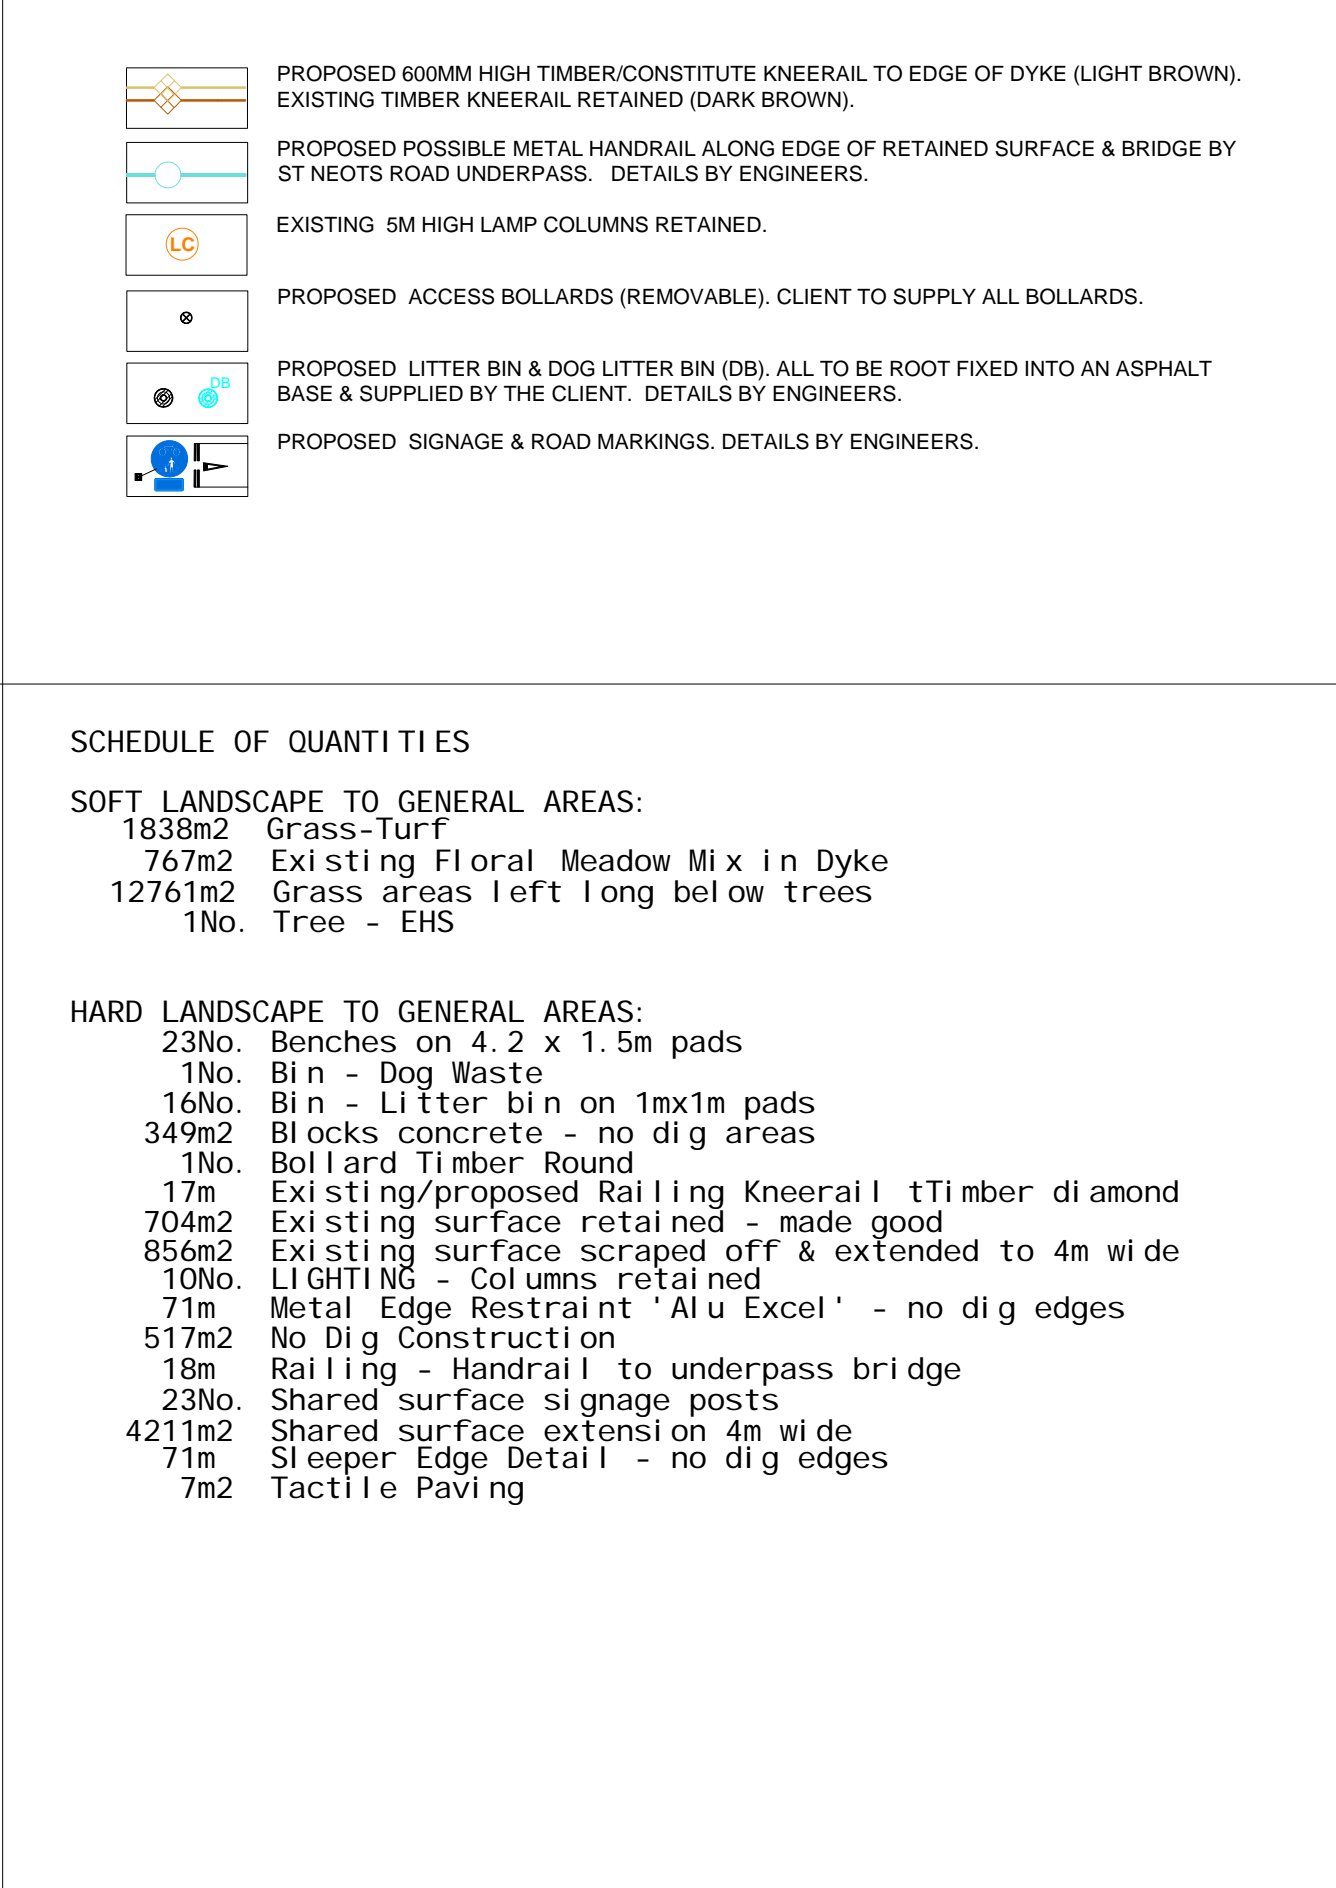 PROPOSED 600MM HIGH TIMBER/CONSTITUTE KNEERAIL TO EDGE OF DYKE (LIGHT BROWN).
EXISTING TIMBER KNEERAIL RETAINED (DARK BROWN).
PROPOSED POSSIBLE METAL HANDRAIL ALONG EDGE OF RETAINED SURFACE & BRIDGE BY
ST NEOTS ROAD UNDERPASS. DETAILS BY ENGINEERS.
LC
EXISTING 5M HIGH LAMP COLUMNS RETAINED.
PROPOSED ACCESS BOLLARDS (REMOVABLE). CLIENT TO SUPPLY ALL BOLLARDS.
DB
PROPOSED LITTER BIN & DOG LITTER BIN (DB). ALL TO BE ROOT FIXED INTO AN ASPHALT
BASE & SUPPLIED BY THE CLIENT. DETAILS BY ENGINEERS.
PROPOSED SIGNAGE & ROAD MARKINGS. DETAILS BY ENGINEERS.
SCHEDULE OF QUANTITIES
SOFT LANDSCAPE TO GENERAL AREAS:
1838m2 Grass-Turf
767m2 Existing Floral Meadow Mix in Dyke
12761m2 Grass areas left long below trees
1No. Tree - EHS
HARD LANDSCAPE TO GENERAL AREAS:
23No. Benches on 4.2 x 1.5m pads
1No. Bin - Dog Waste
16No. Bin - Litter bin on 1mx1m pads
349m2 Blocks concrete - no dig areas
1No. Bollard Timber Round
17m Existing/proposed Railing Kneerail tTimber diamond
704m2 Existing surface retained - made good
856m2 Existing surface scraped off & extended to 4m wide
10No. LIGHTING - Columns retained
71m Metal Edge Restraint 'Alu Excel' - no dig edges
517m2 No Dig Construction
18m Railing - Handrail to underpass bridge
23No. Shared surface signage posts
4211m2 Shared surface extension 4m wide
71m Sleeper Edge Detail - no dig edges
7m2 Tactile Paving